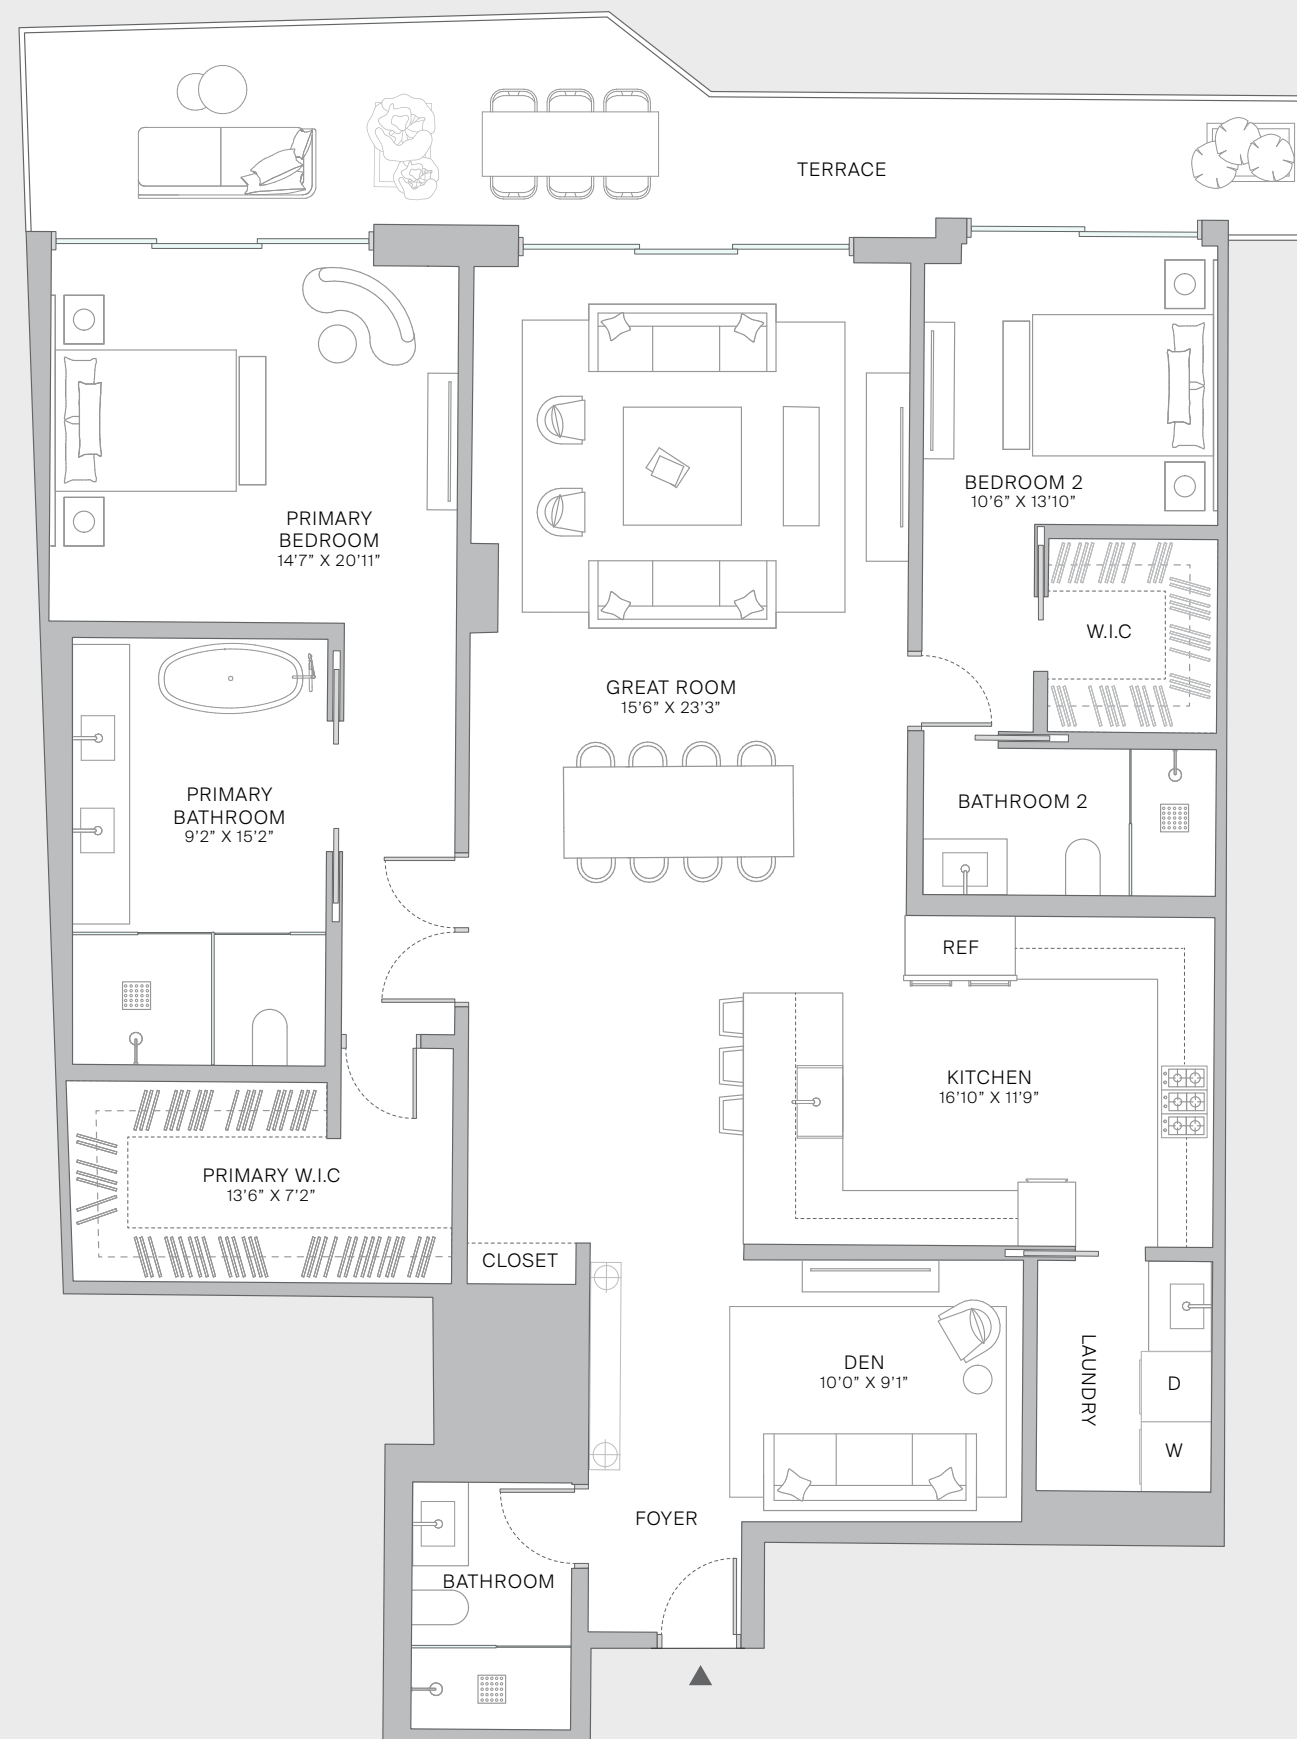 TERRACE
PRIMARY
BEDROOM
14'7” X 20'11”
BEDROOM 2
10'6” X 13'10”
W.I.C
GREAT ROOM
15'6” X 23'3”
PRIMARY
BATHROOM
9'2” X 15'2”
BATHROOM 2
REF
KITCHEN
16'10” X 11'9”
PRIMARY W.I.C
13'6” X 7'2”
CLOSET
DEN
10'0” X 9'1”
LAUNDRY
D
W
FOYER
BATHROOM